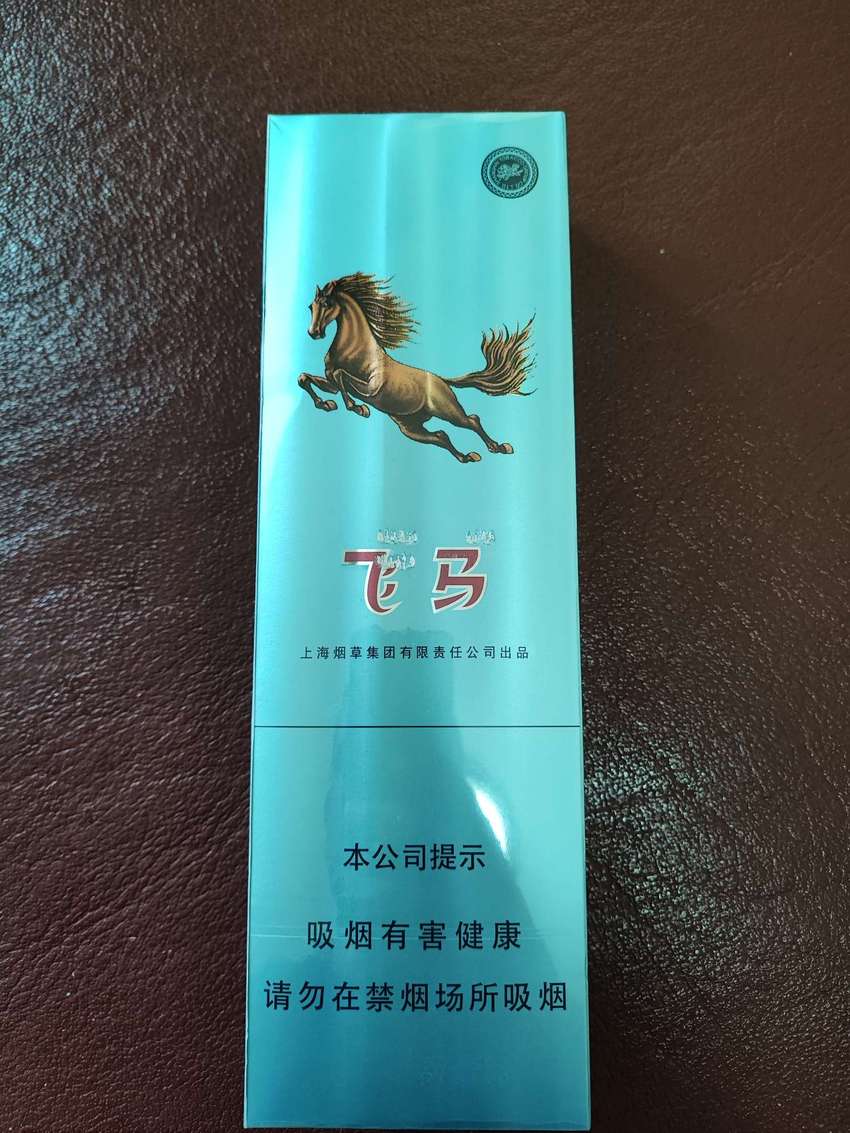 飞马
上海烟草集团有限责任公司出品
本公司提示
吸烟有害健康
请勿在禁烟场所吸烟